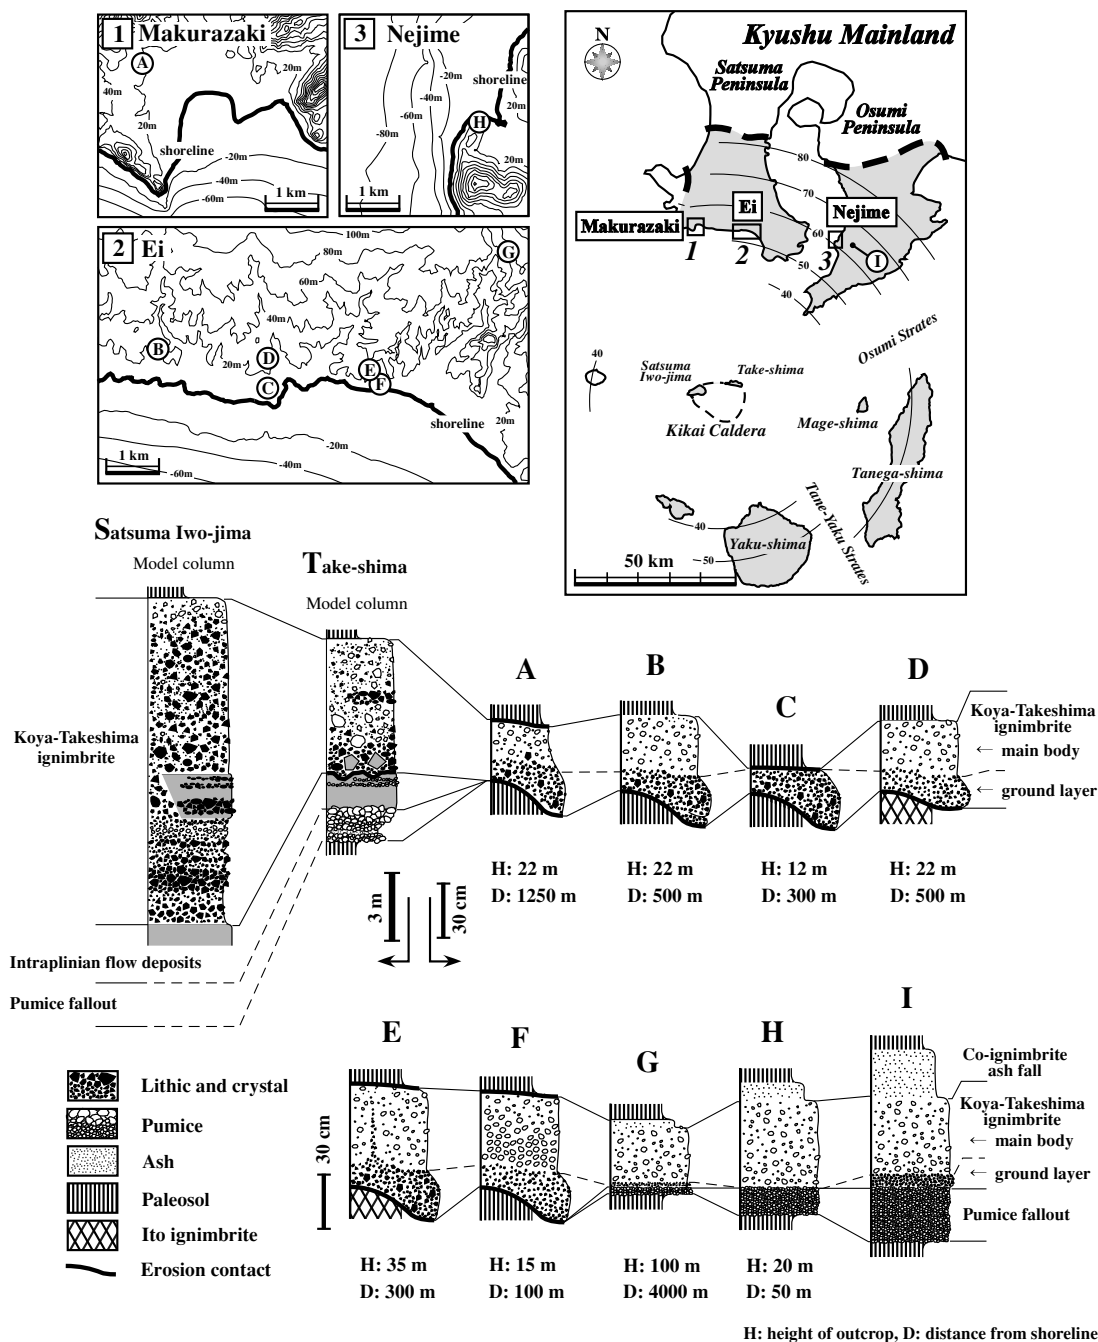 1 Makurazaki
A
40m
20m
20m
20m
shoreline
-20m
-40m
-60m
1 km
3 Nejime
-20m
shoreline
-40m
-60m
-80m
H
20m
20m
1 km
2 Ei
100m
80m
60m
40m
20m
20m
G
B
D
E
C
F
shoreline
-20m
-40m
-60m
1 km
N
Kyushu Mainland
Satsuma
Peninsula
Osumi
Peninsula
80
70
60
50
40
Ei
Nejime
Makurazaki
1
2
3
I
Osumi Strates
40
Satsuma
Iwo-jima
Take-shima
Kikai Caldera
Mage-shima
Tanega-shima
Tane-Yaku Strates
40
50
Yaku-shima
50 km
Satsuma Iwo-jima
Model column
Take-shima
Model column
Koya-Takeshima
ignimbrite
A
B
C
D
Koya-Takeshima
ignimbrite
← main body
← ground layer
H: 22 m
D: 1250 m
H: 22 m
D: 500 m
H: 12 m
D: 300 m
H: 22 m
D: 500 m
3 m
30 cm
Intraplinian flow deposits
Pumice fallout
Lithic and crystal
Pumice
Ash
Paleosol
Ito ignimbrite
Erosion contact
30 cm
E
F
G
H
I
Co-ignimbrite
ash fall
Koya-Takeshima
ignimbrite
← main body
← ground layer
Pumice fallout
H: 35 m
D: 300 m
H: 15 m
D: 100 m
H: 100 m
D: 4000 m
H: 20 m
D: 50 m
H: height of outcrop, D: distance from shoreline